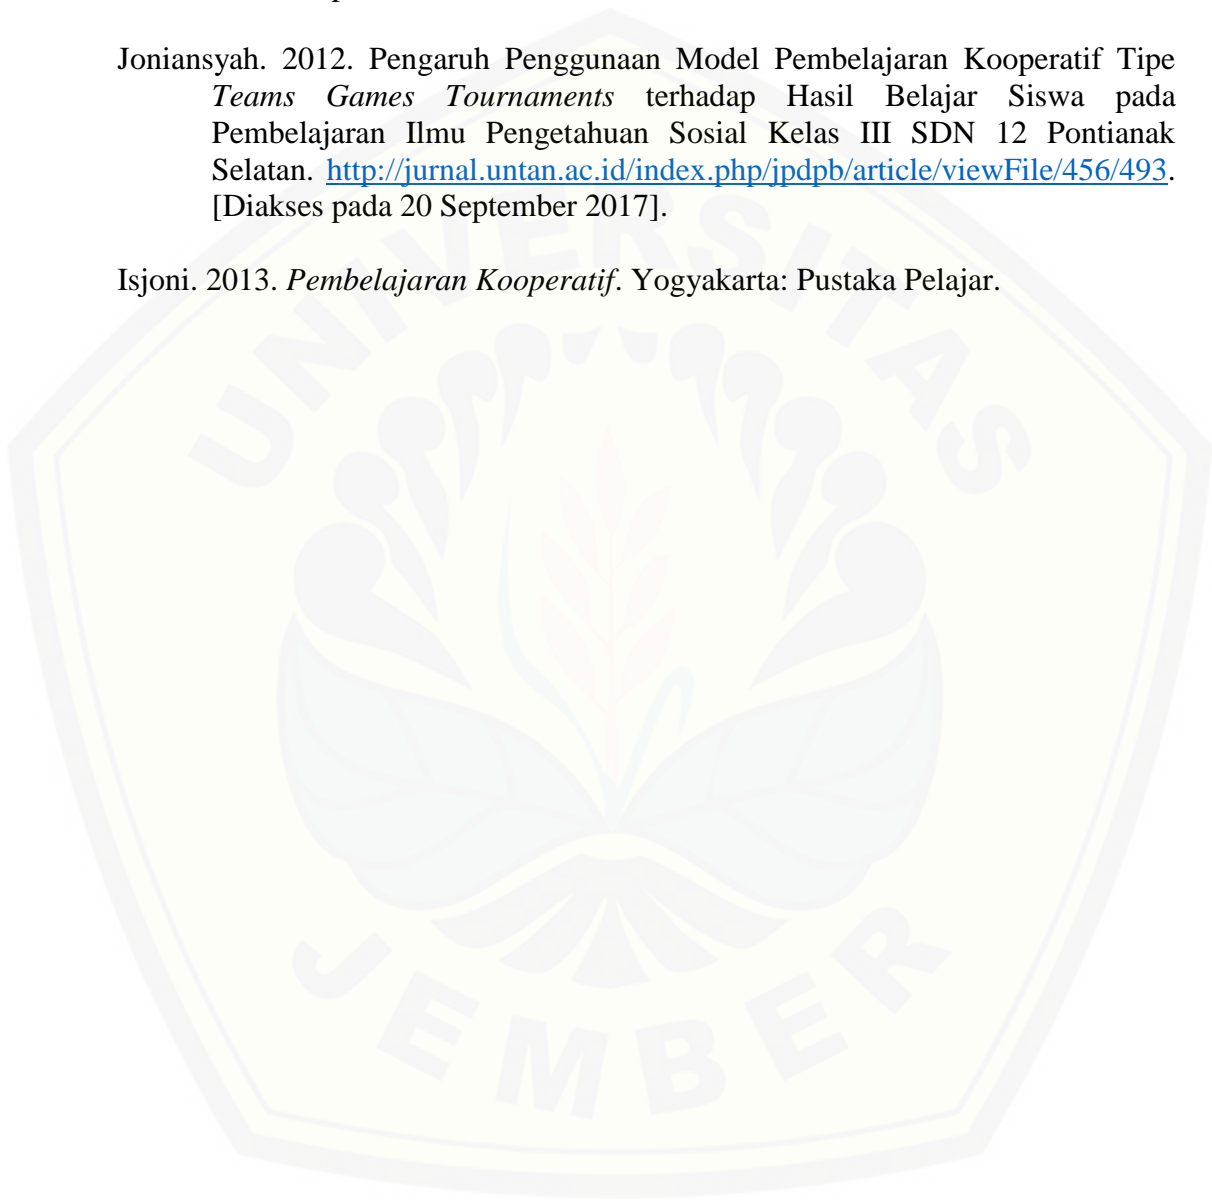 Joniansyah. 2012. Pengaruh Penggunaan Model Pembelajaran Kooperatif Tipe
Teams Games Tournaments terhadap Hasil Belajar Siswa pada
Pembelajaran Ilmu Pengetahuan Sosial Kelas III SDN 12 Pontianak
Selatan. http://jurnal.untan.ac.id/index.php/jpdpb/article/viewFile/456/493.
[Diakses pada 20 September 2017].
Isjoni. 2013. Pembelajaran Kooperatif. Yogyakarta: Pustaka Pelajar.
UNIVERSITAS
JEMBER